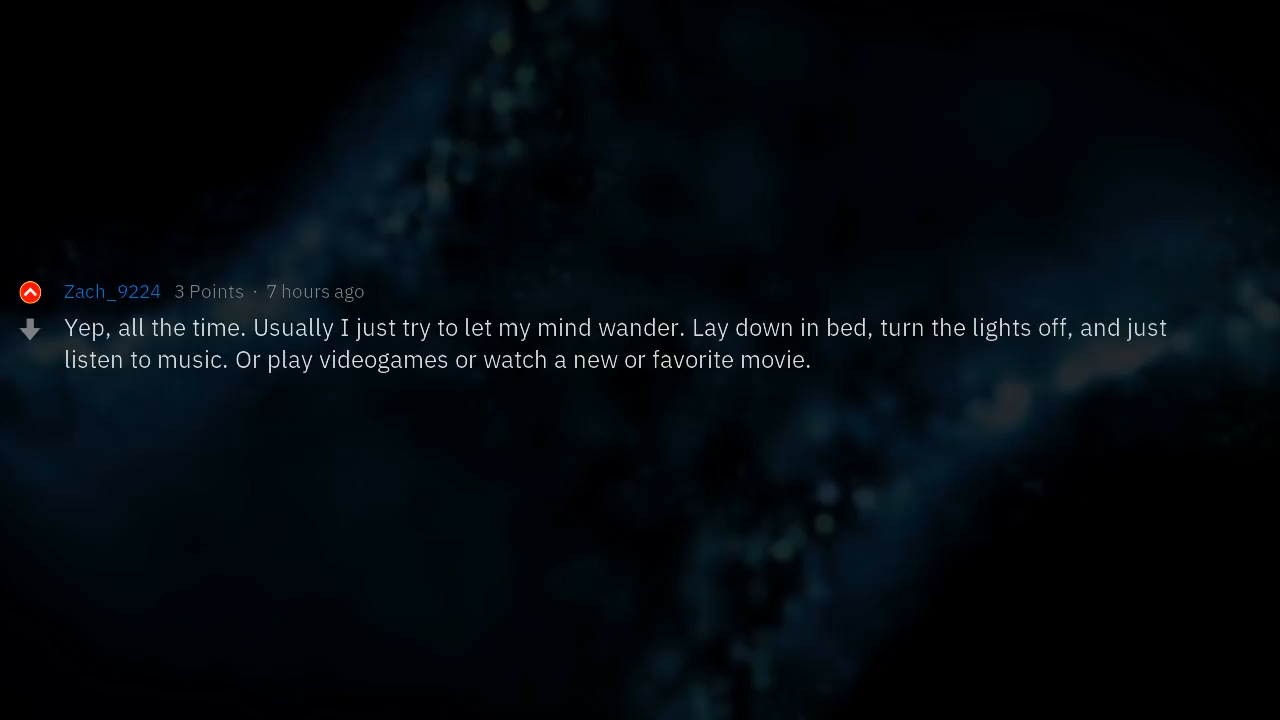 Zach_9224 3 Points · 7 hours ago
Yep, all the time. Usually I just try to let my mind wander. Lay down in bed, turn the lights off, and just
listen to music. Or play videogames or watch a new or favorite movie.